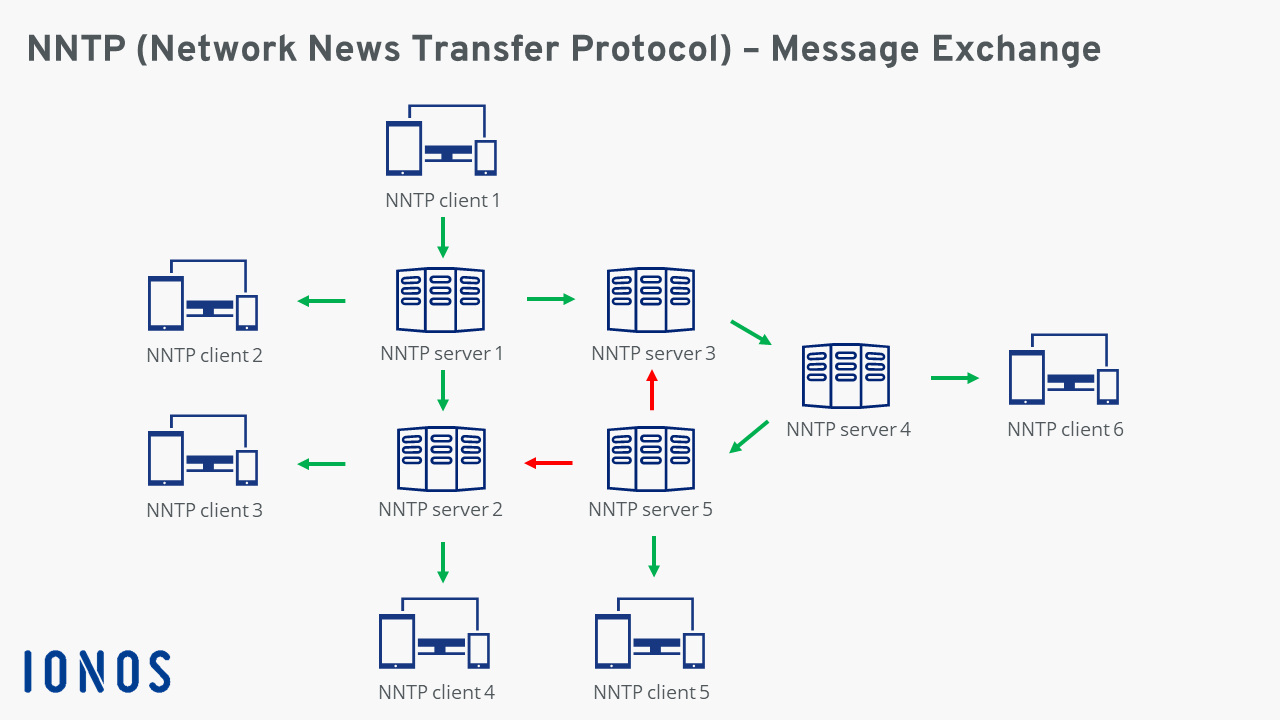 NNTP (Network News Transfer Protocol) – Message Exchange
NNTP client 1
NNTP client 2
NNTP server 1
NNTP server 3
NNTP server 4
NNTP client 6
NNTP client 3
NNTP server 2
NNTP server 5
NNTP client 4
NNTP client 5
IONOS